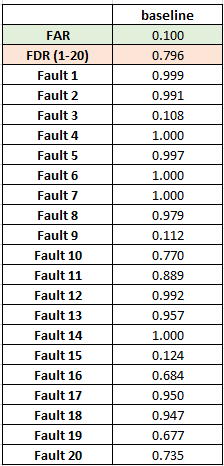 baseline
FAR 0.100
FDR (1-20) 0.796
Fault 1 0.999
Fault 2 0.991
Fault 3 0.108
Fault 4 1.000
Fault 5 0.997
Fault 6 1.000
Fault 7 1.000
Fault 8 0.979
Fault 9 0.112
Fault 10 0.770
Fault 11 0.889
Fault 12 0.992
Fault 13 0.957
Fault 14 1.000
Fault 15 0.124
Fault 16 0.684
Fault 17 0.950
Fault 18 0.947
Fault 19 0.677
Fault 20 0.735